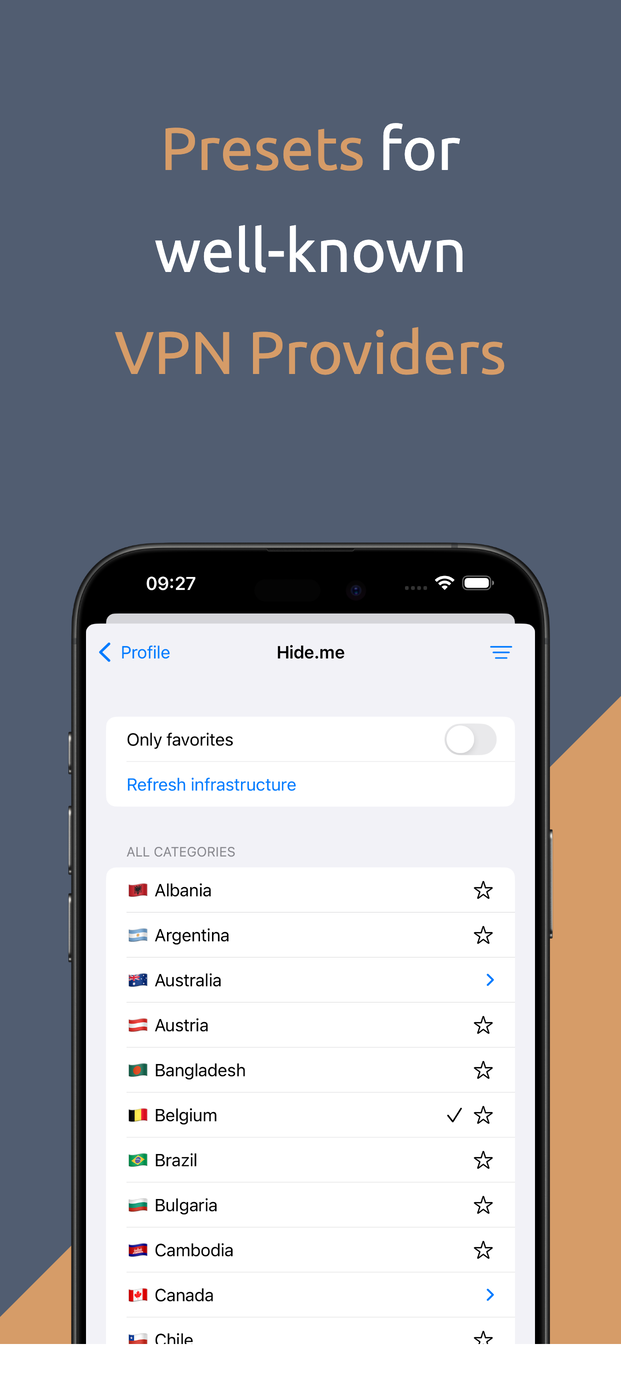 Presets for
well-known
VPN Providers
09:27
Profile
Hide.me
Only favorites
Refresh infrastructure
ALL CATEGORIES
Albania
Argentina
Australia
Austria
Bangladesh
Belgium
Brazil
Bulgaria
Cambodia
Canada
Chile